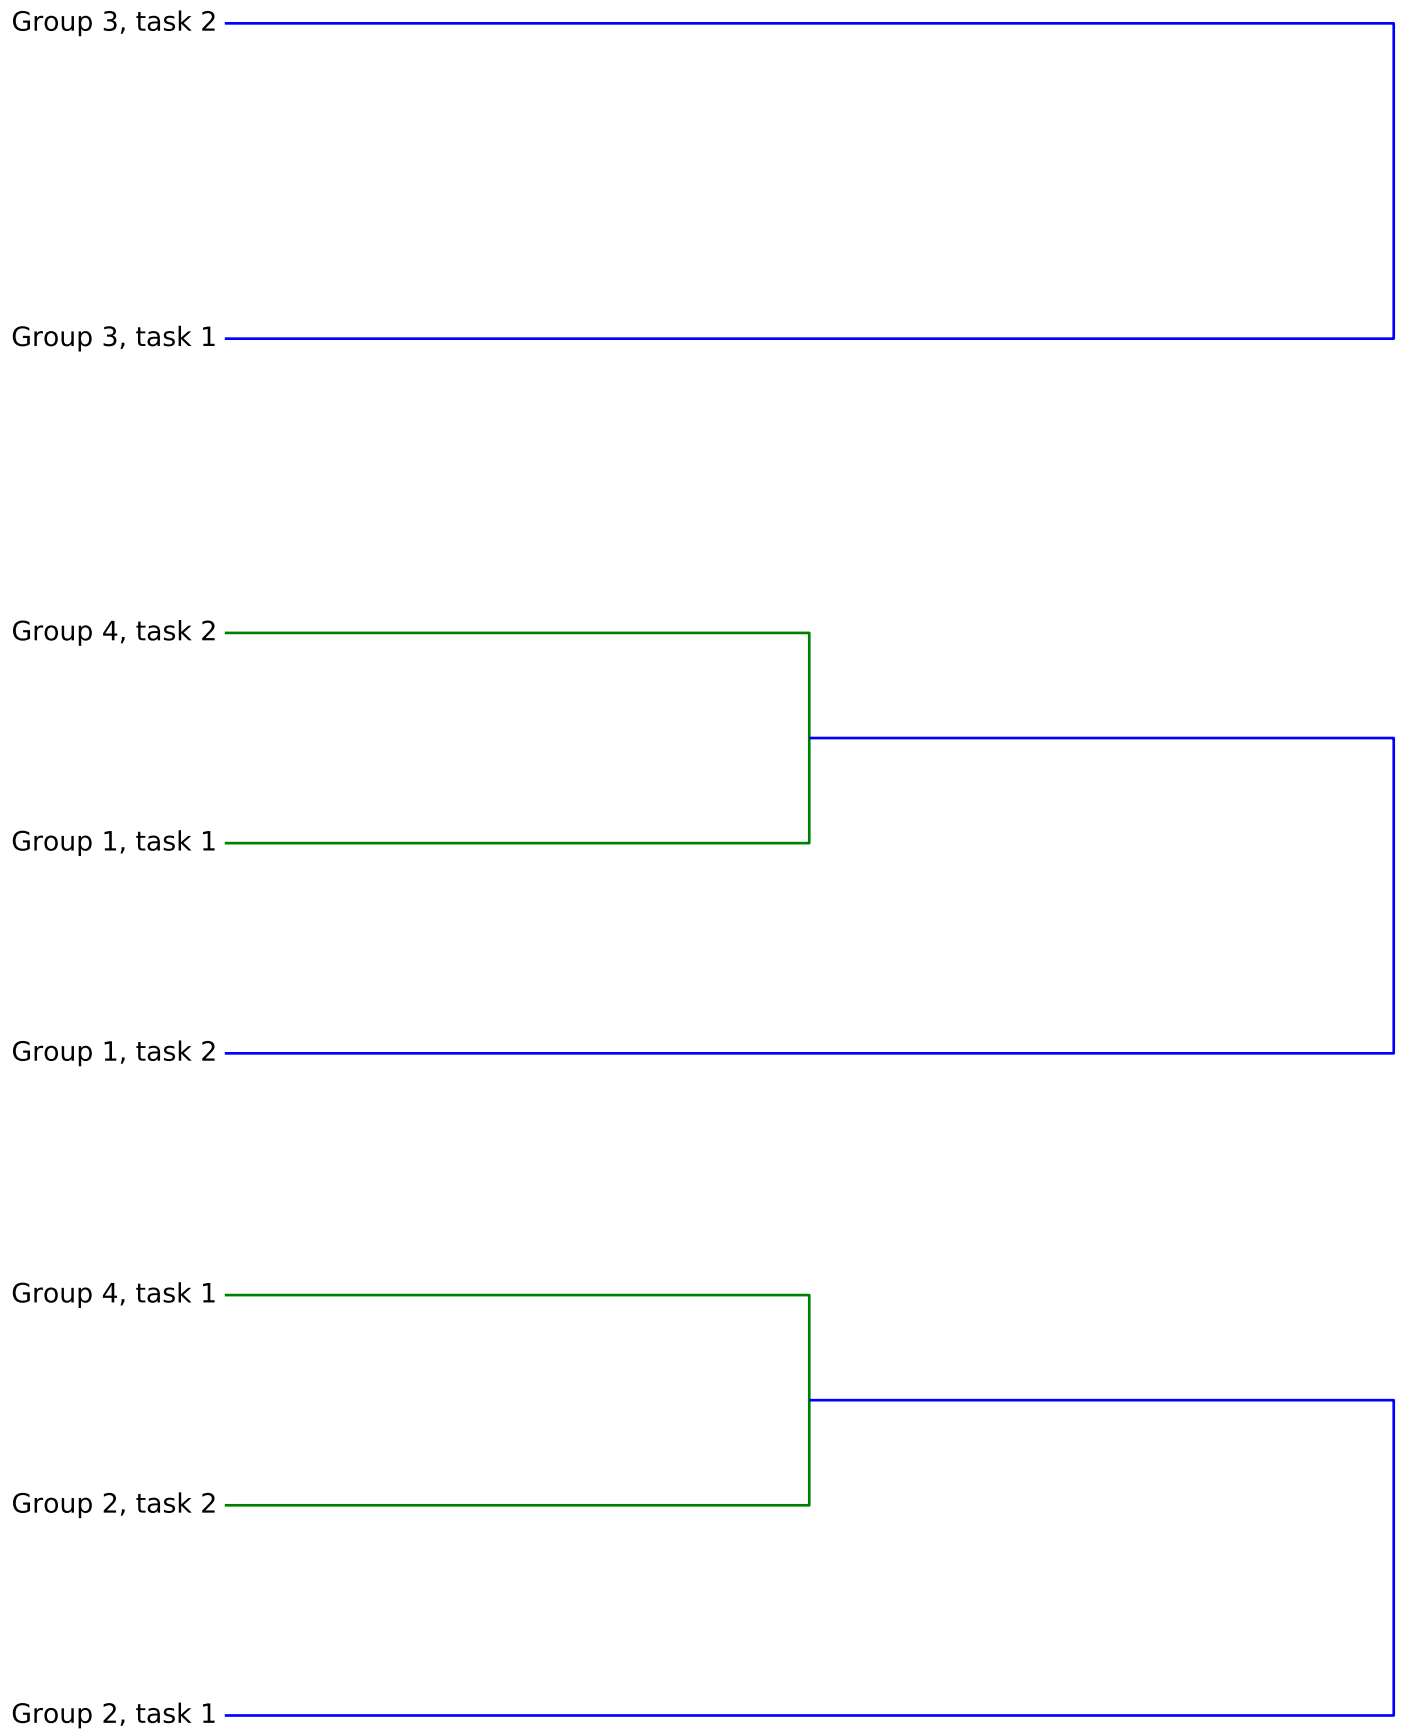 Group 3, task 2
Group 3, task 1
Group 4, task 2
Group 1, task 1
Group 1, task 2
Group 4, task 1
Group 2, task 2
Group 2, task 1